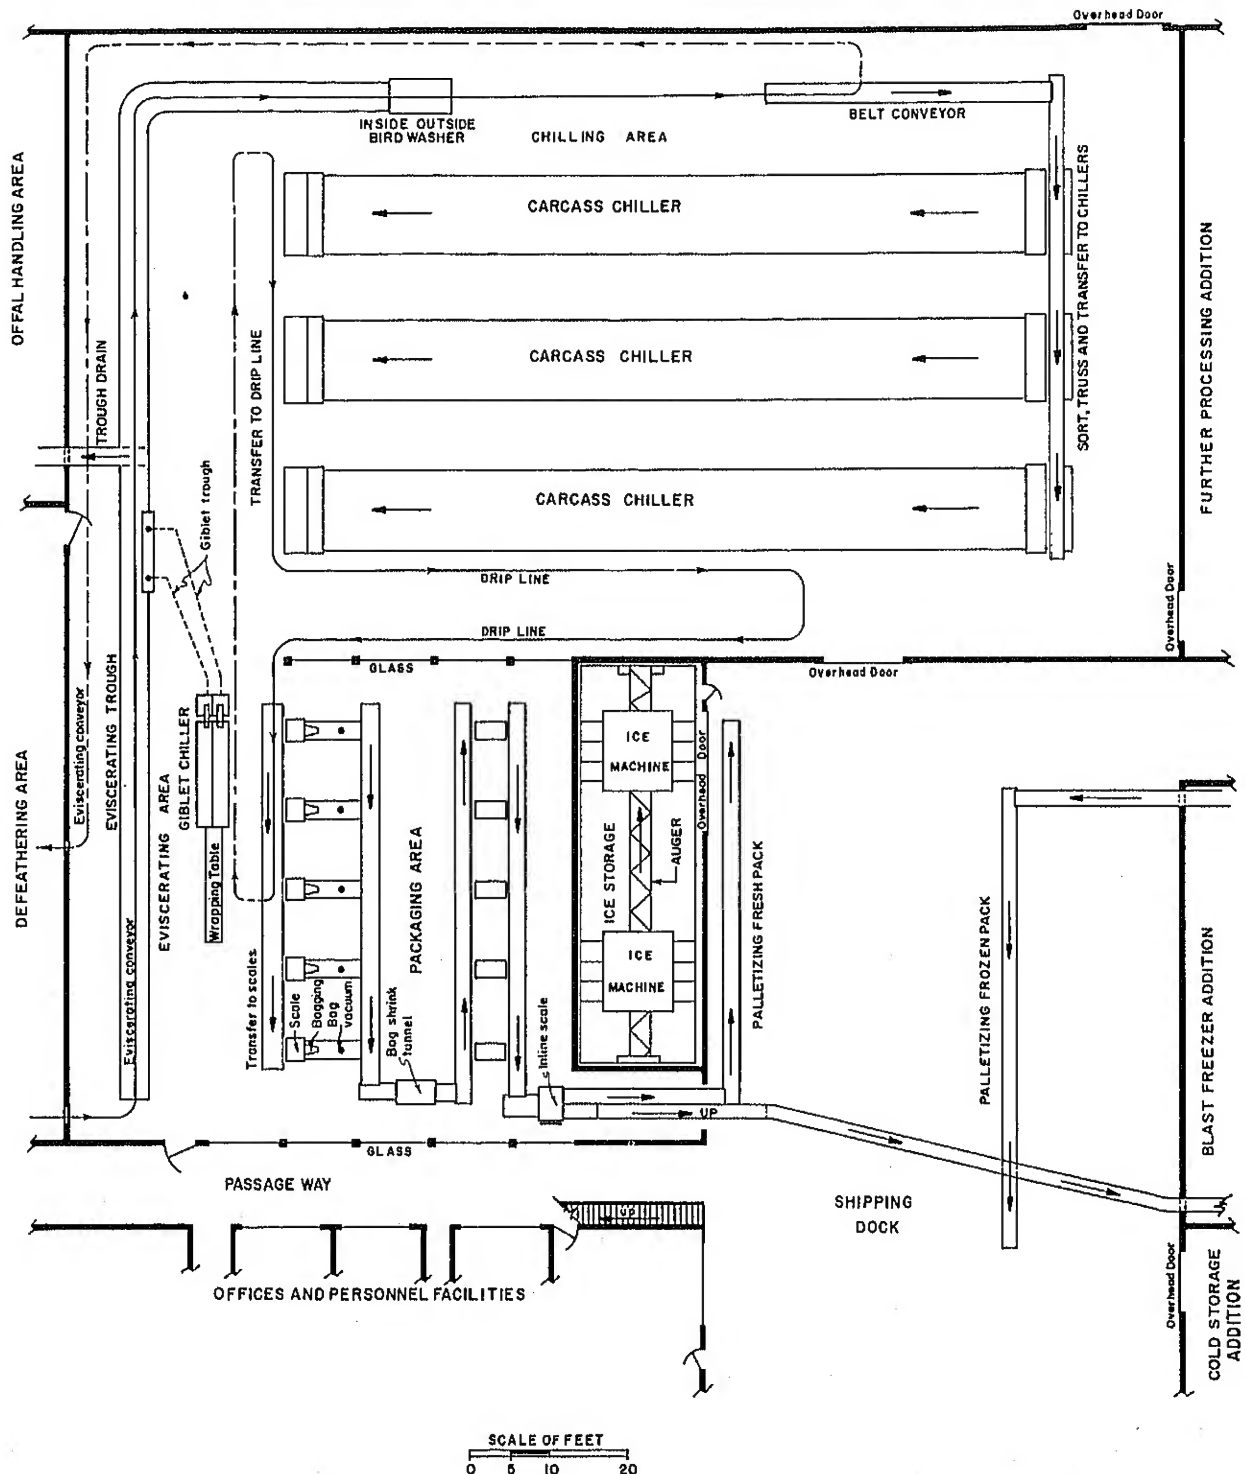 Overhead Door
BELT CONVEYOR
INSIDE OUTSIDE
BIRD WASHER
CHILLING AREA
OFFAL HANDLING AREA
CARCASS CHILLER
SORT, TRUSS AND TRANSFER TO CHILLERS
FURTHER PROCESSING ADDITION
TROUGH DRAIN
TRANSFER TO DRIP LINE
CARCASS CHILLER
Giblet trough
CARCASS CHILLER
DRIP LINE
Overhead Door
DRIP LINE
GLASS
Overhead Door
DEFEATHERING AREA
Eviscerating conveyor
EVISCERATING TROUGH
Eviscerating conveyor
EVISCERATING AREA
GIBLET CHILLER
Wrapping Table
Transfer to scales
Scale
Bagging
Bag
vacuum
PACKAGING AREA
Bag shrink
tunnel
Inline scale
ICE
MACHINE
ICE STORAGE
AUGER
ICE
MACHINE
Overhead Door
PALLETIZING FRESH PACK
PALLETIZING FROZEN PACK
BLAST FREEZER ADDITION
UP
GLASS
PASSAGE WAY
UP
SHIPPING
DOCK
OFFICES AND PERSONNEL FACILITIES
Overhead Door
COLD STORAGE
ADDITION
SCALE OF FEET
0 5 10 20